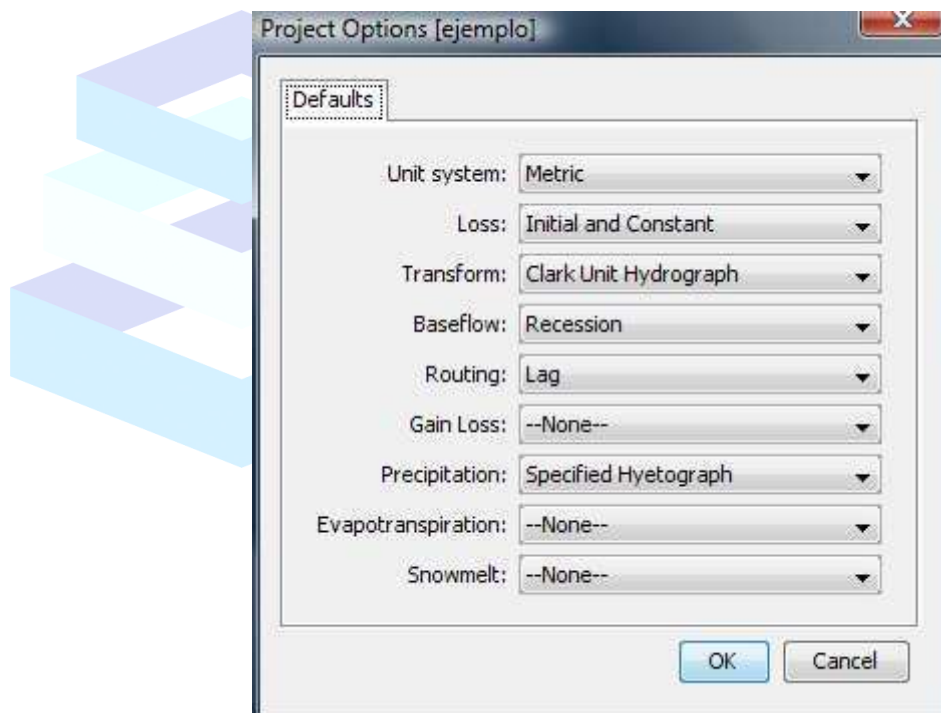 Project Options [ejemplo]
Defaults
Unit system: Metric
Loss: Initial and Constant
Transform: Clark Unit Hydrograph
Baseflow: Recession
Routing: Lag
Gain Loss: --None--
Precipitation: Specified Hyetograph
Evapotranspiration: --None--
Snowmelt: --None--
OK Cancel